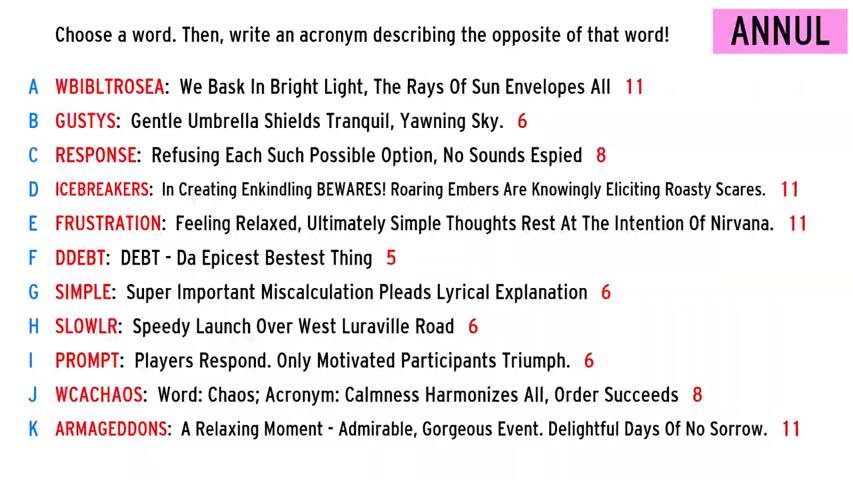 Choose a word. Then, write an acronym describing the opposite of that word!
ANNUL
A WBIBLTROSEA: We Bask In Bright Light, The Rays Of Sun Envelopes All 11
B GUSTYS: Gentle Umbrella Shields Tranquil, Yawning Sky. 6
C RESPONSE: Refusing Each Such Possible Option, No Sounds Espied 8
D ICEBREAKERS: In Creating Enkindling BEWARES! Roaring Embers Are Knowingly Eliciting Roasty Scares. 11
E FRUSTRATION: Feeling Relaxed, Ultimately Simple Thoughts Rest At The Intention Of Nirvana. 11
F DDEBT: DEBT - Da Epicest Bestest Thing 5
G SIMPLE: Super Important Miscalculation Pleads Lyrical Explanation 6
H SLOWLR: Speedy Launch Over West Luraville Road 6
I PROMPT: Players Respond. Only Motivated Participants Triumph. 6
J WCACHAOS: Word: Chaos; Acronym: Calmness Harmonizes All, Order Succeeds 8
K ARMAGEDDONS: A Relaxing Moment - Admirable, Gorgeous Event. Delightful Days Of No Sorrow. 11